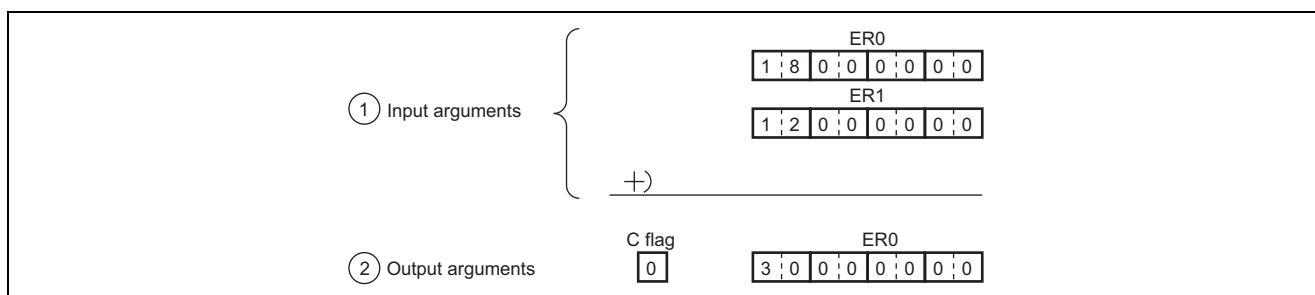 ER0
1 8 0 0 0 0 0 0
ER1
1 Input arguments
1 2 0 0 0 0 0 0
+)
C flag ER0
2 Output arguments 0 3 0 0 0 0 0 0 0